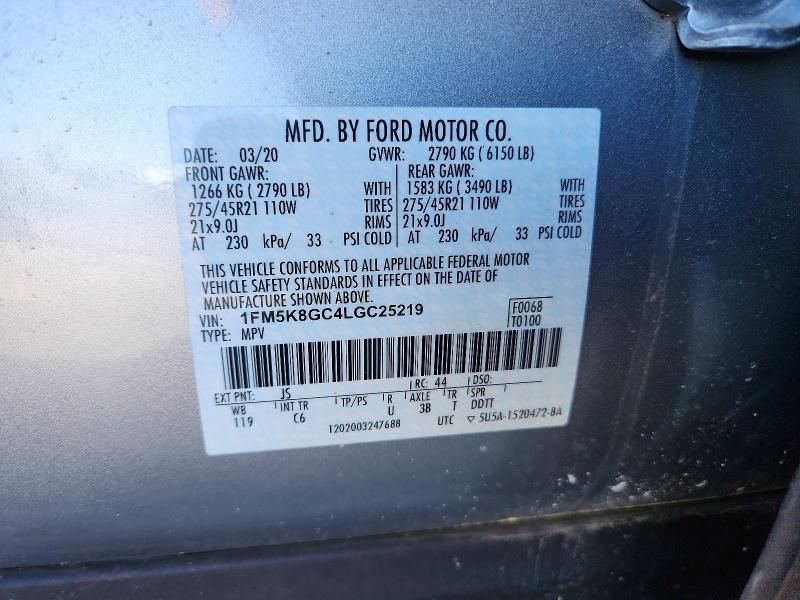 MFD. BY FORD MOTOR CO.
DATE: 03/20 GVWR: 2790 KG ( 6150 LB)
FRONT GAWR: REAR GAWR:
1266 KG ( 2790 LB) WITH 1583 KG ( 3490 LB) WITH
275/45R21 110W TIRES 275/45R21 110W TIRES
21x9.0J RIMS 21x9.0J RIMS
AT 230 kPa/ 33 PSI COLD AT 230 kPa/ 33 PSI COLD
THIS VEHICLE CONFORMS TO ALL APPLICABLE FEDERAL MOTOR
VEHICLE SAFETY STANDARDS IN EFFECT ON THE DATE OF
MANUFACTURE SHOWN ABOVE.
VIN: 1FM5K8GC4LGC25219 F0068
TYPE: MPV T0100
EXT PNT: JS RC: 44 DSO:
WB INT TR TP/PS R AXLE TR SPR
119 C6 U 3B T DDTT
1202003247688 UTC ▽ 5U5A-1520472-BA